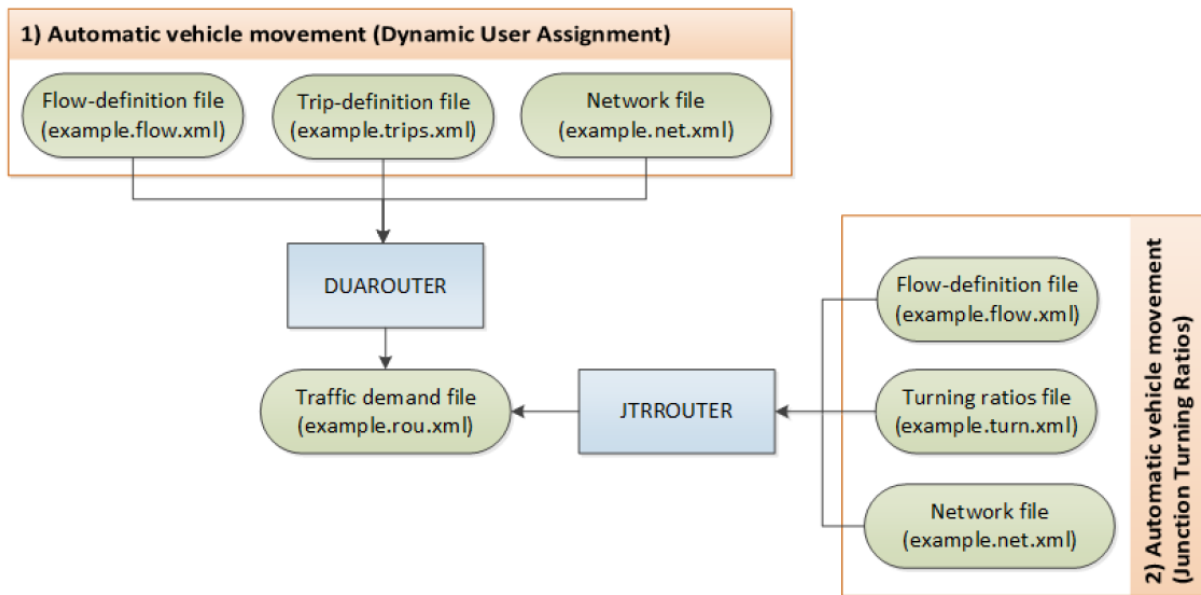 1) Automatic vehicle movement (Dynamic User Assignment)
Flow-definition file
(example.flow.xml)
Trip-definition file
(example.trips.xml)
Network file
(example.net.xml)
DUAROUTER
Traffic demand file
(example.rou.xml)
JTRROUTER
Flow-definition file
(example.flow.xml)
Turning ratios file
(example.turn.xml)
Network file
(example.net.xml)
2) Automatic vehicle movement
(Junction Turning Ratios)